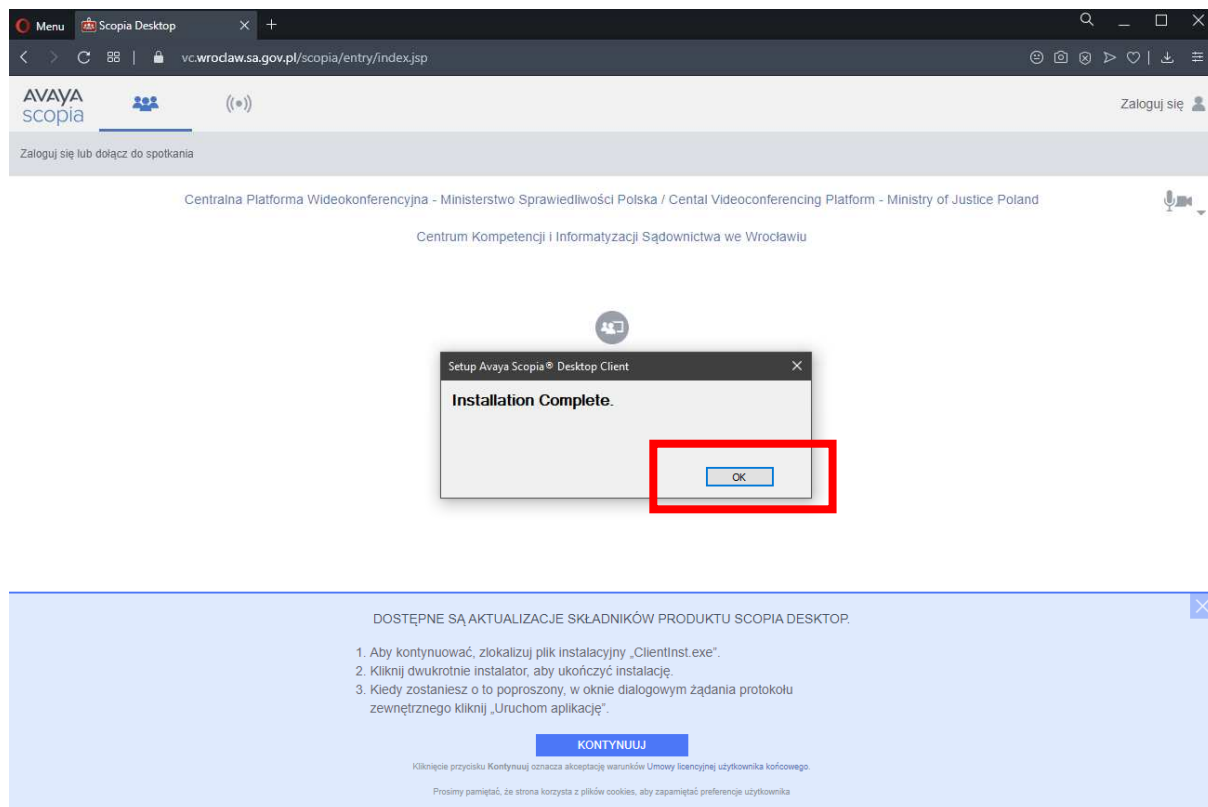 Menu Scopia Desktop
vc.wroclaw.sa.gov.pl/scopia/entry/index.jsp
AVAYA
scopia
Zaloguj się
Zaloguj się lub dołącz do spotkania
Centralna Platforma Wideokonferencyjna - Ministerstwo Sprawiedliwości Polska / Cental Videoconferencing Platform - Ministry of Justice Poland
Centrum Kompetencji i Informatyzacji Sądownictwa we Wrocławiu
Setup Avaya Scopia® Desktop Client
Installation Complete.
OK
DOSTĘPNE SĄ AKTUALIZACJE SKŁADNIKÓW PRODUKTU SCOPIA DESKTOP.
1. Aby kontynuować, zlokalizuj plik instalacyjny „ClientInst.exe”.
2. Kliknij dwukrotnie instalator, aby ukończyć instalację.
3. Kiedy zostaniesz o to poproszony, w oknie dialogowym żądania protokołu
zewnętrznego kliknij „Uruchom aplikację”.
KONTYNUUJ
Kliknięcie przycisku Kontynuuj oznacza akceptację warunków Umowy licencyjnej użytkownika końcowego.
Prosimy pamiętać, że strona korzysta z plików cookies, aby zapamiętać preferencje użytkownika